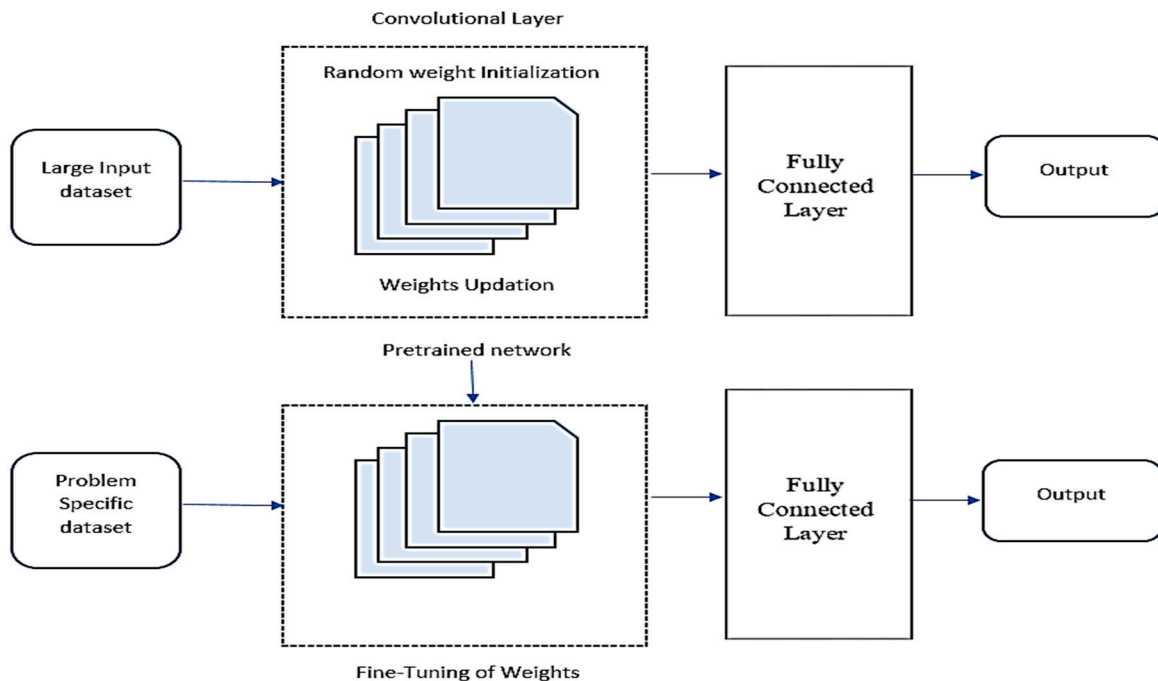 Convolutional Layer
Random weight Initialization
Large Input
dataset
Weights Updation
Fully
Connected
Layer
Output
Pretrained network
Problem
Specific
dataset
Fully
Connected
Layer
Output
Fine-Tuning of Weights